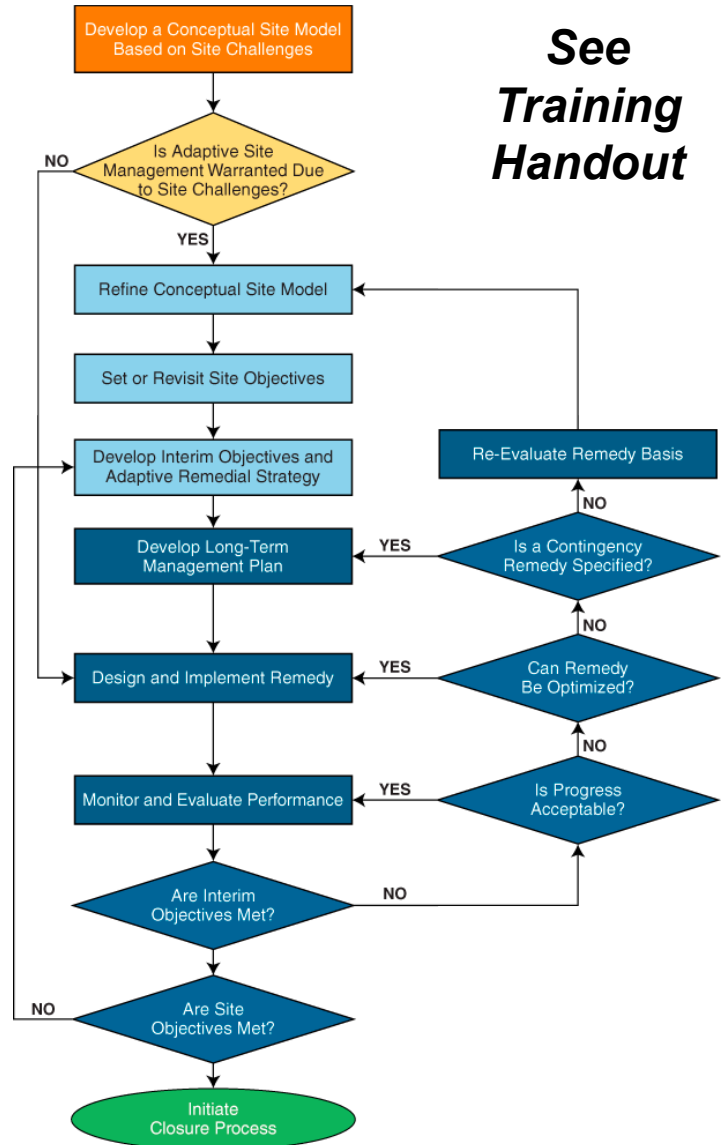 Develop a Conceptual Site Model
Based on Site Challenges
See
Training
Handout
Is Adaptive Site
Management Warranted Due
to Site Challenges?
NO
YES
Refine Conceptual Site Model
Set or Revisit Site Objectives
Develop Interim Objectives and
Adaptive Remedial Strategy
Re-Evaluate Remedy Basis
NO
Develop Long-Term
Management Plan
YES
Is a Contingency
Remedy Specified?
NO
Design and Implement Remedy
YES
Can Remedy
Be Optimized?
NO
Monitor and Evaluate Performance
YES
Is Progress
Acceptable?
Are Interim
Objectives Met?
NO
NO
Are Site
Objectives Met?
Initiate
Closure Process